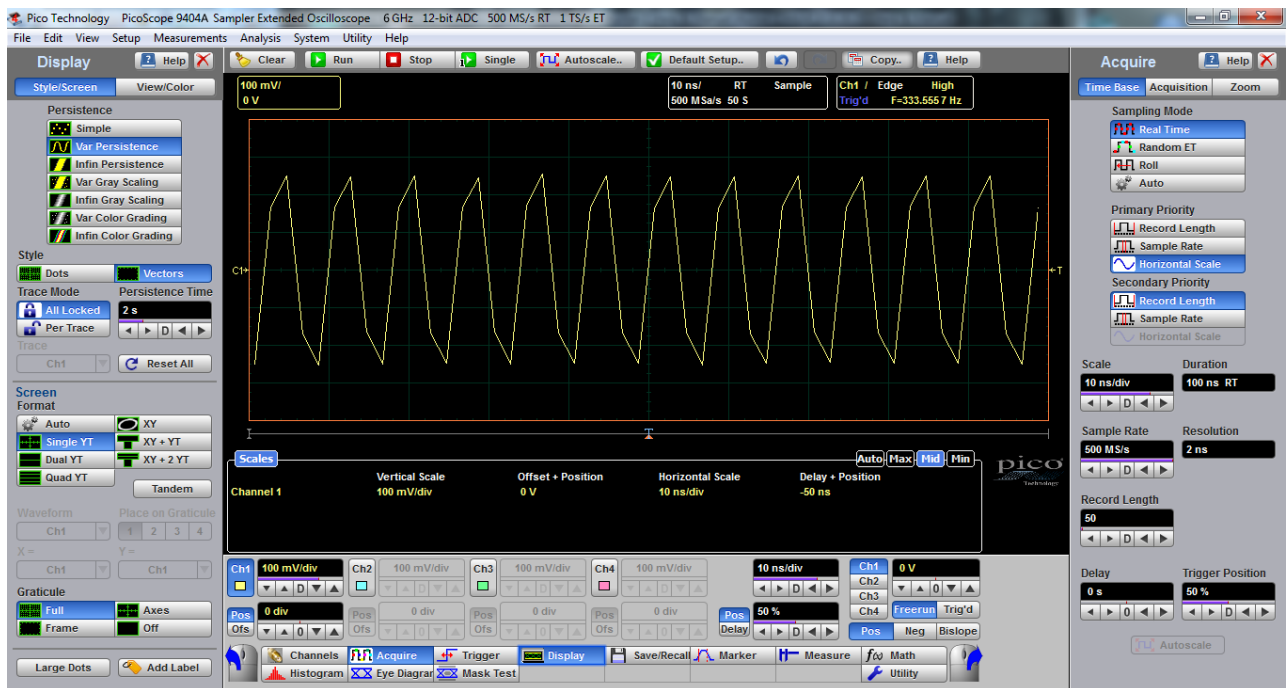 Pico Technology PicoScope 9404A Sampler Extended Oscilloscope 6 GHz 12-bit ADC 500 MS/s RT 1 TS/s ET
File Edit View Setup Measurements Analysis System Utility Help
Display Help
Clear Run Stop Single Autoscale.. Default Setup.. Copy.. Help
Acquire Help
Style/Screen View/Color
Persistence
Simple
Var Persistence
Infin Persistence
Var Gray Scaling
Infin Gray Scaling
Var Color Grading
Infin Color Grading
Style
Dots Vectors
Trace Mode Persistence Time
All Locked 2 s
Per Trace D
Trace
Ch1 Reset All
Screen
Format
Auto XY
Single YT XY + YT
Dual YT XY + 2 YT
Quad YT
Tandem
Waveform Place on Graticule
Ch1 1 2 3 4
X = Y =
Ch1 Ch1
Graticule
Full Axes
Frame Off
Large Dots Add Label
100 mV/
0 V
10 ns/ RT Sample
500 MSa/s 50 S
Ch1 / Edge High
Trig'd F=333.555 7 Hz
C1
T
T
Scales Auto Max Mid Min
Vertical Scale Offset + Position Horizontal Scale Delay + Position
Channel 1 100 mV/div 0 V 10 ns/div -50 ns
pico
Technology
Ch1 100 mV/div Ch2 100 mV/div Ch3 100 mV/div Ch4 100 mV/div 10 ns/div Ch1 0 V
D D D D D Ch2 0
Ch3
Pos 0 div Pos 0 div Pos 0 div Pos 0 div Pos 50 % Ch4 Freerun Trig'd
Ofs 0 Ofs 0 Ofs 0 Ofs 0 Delay D Pos Neg Bislope
Channels Acquire Trigger Display Save/Recall Marker Measure f(x) Math
Histogram Eye Diagrar Mask Test Utility
Time Base Acquisition Zoom
Sampling Mode
Real Time
Random ET
Roll
Auto
Primary Priority
Record Length
Sample Rate
Horizontal Scale
Secondary Priority
Record Length
Sample Rate
Horizontal Scale
Scale Duration
10 ns/div 100 ns RT
D
Sample Rate Resolution
500 MS/s 2 ns
D
Record Length
50
D
Delay Trigger Position
0 s 50 %
0 D
Autoscale